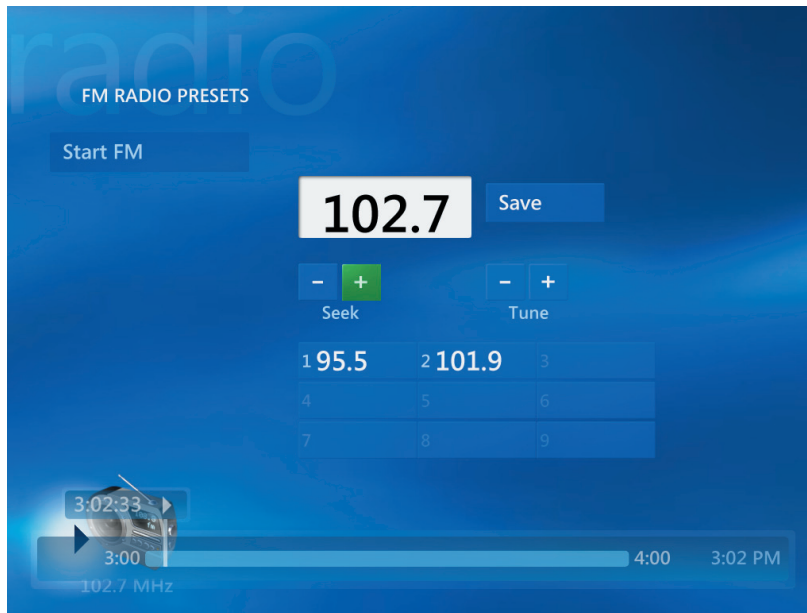 radio
FM RADIO PRESETS
Start FM
102.7 Save
- + - +
Seek Tune
1 95.5 2 101.9 3
4 5 6
7 8 9
3:02:33
3:00 4:00 3:02 PM
102.7 MHz